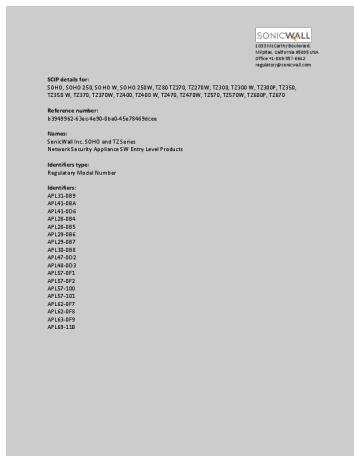 SONICWALL
1033 McCarthy Boulevard,
Milpitas, California 95035 USA
Office +1-888-557-6642
regulatory@sonicwall.com
SCIP details for:
SOHO, SOHO 250, SOHO W, SOHO 250W, TZ80 TZ270, TZ270W, TZ300, TZ300 W, TZ300P, TZ350,
TZ350 W, TZ370, TZ370W, TZ400, TZ400 W, TZ470, TZ470W, TZ570, TZ570W, TZ600P, TZ670
Reference number:
Names:
SonicWall Inc. SOHO and TZ Series
Network Security Appliance SW Entry Level Products
Identifiers type:
Regulatory Model Number
Identifiers:
APL31-0B9
APL41-0BA
APL41-0D6
APL28-0B4
APL28-0B5
APL29-0B6
APL29-0B7
APL30-0B8
APL47-0D2
APL48-0D3
APL57-0F1
APL57-0F2
APL57-100
APL57-101
APL62-0F7
APL62-0F8
APL63-0F9
APL69-118